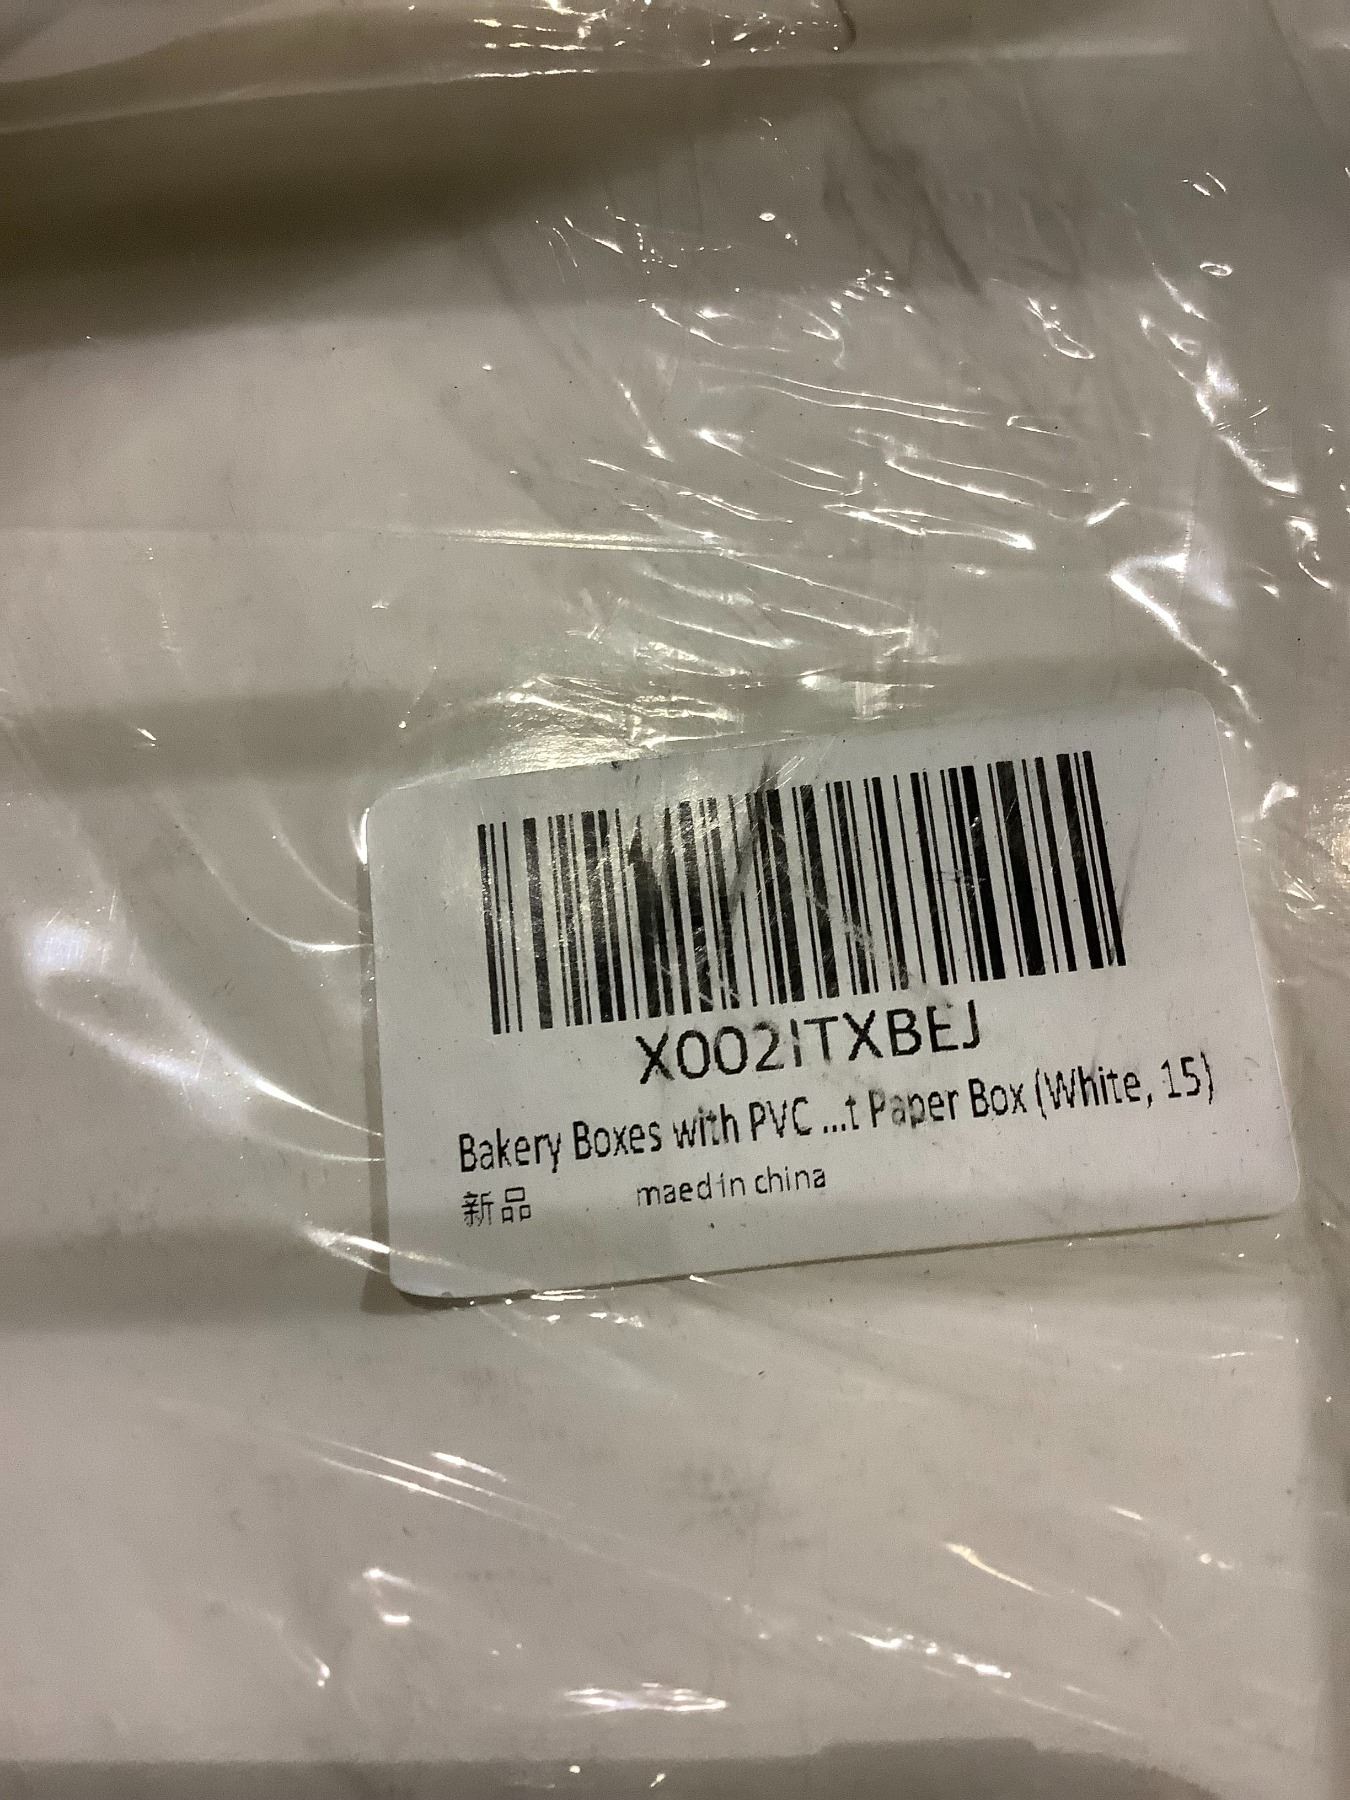 X002ITXBEJ
Bakery Boxes with PVC ...t Paper Box (White, 15)
新品 maed in china